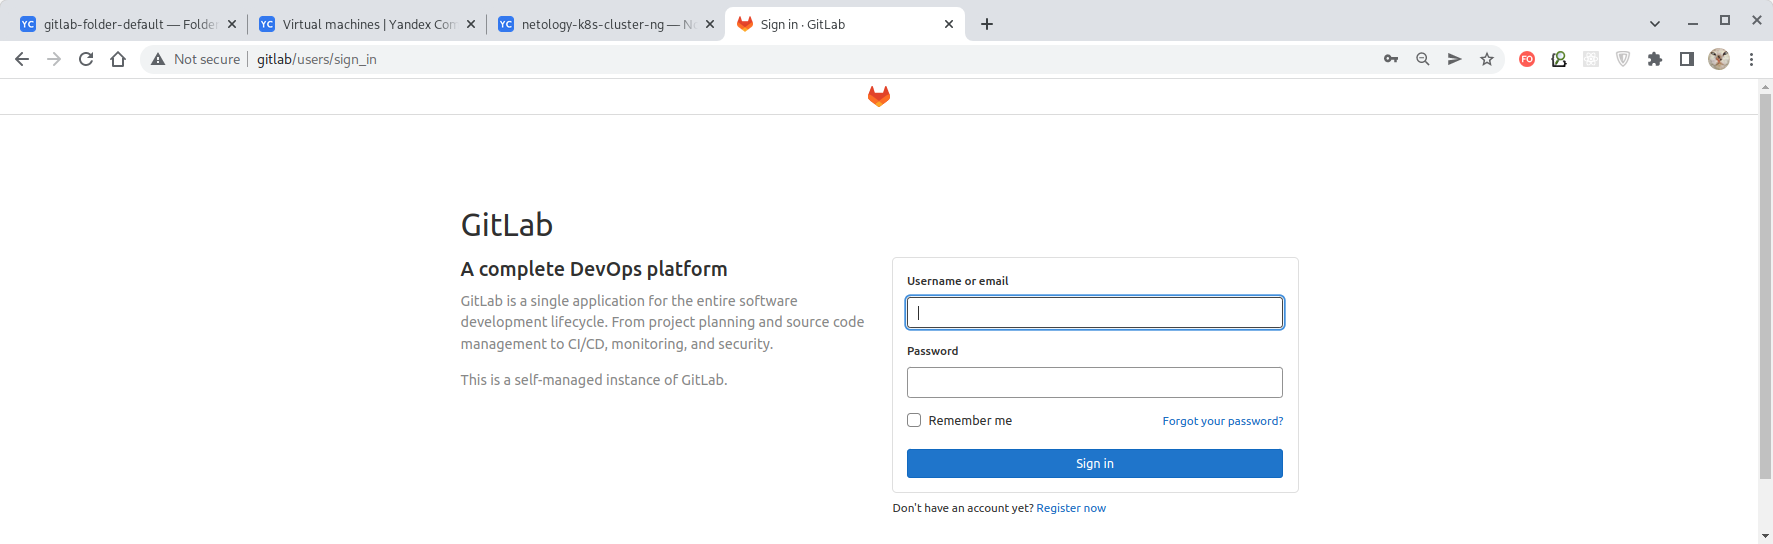 YC gitlab-folder-default — Folder
YC Virtual machines | Yandex Com
YC netology-k8s-cluster-ng — No
Sign in · GitLab
Not secure gitlab/users/sign_in
FO
GitLab
A complete DevOps platform
GitLab is a single application for the entire software
development lifecycle. From project planning and source code
management to CI/CD, monitoring, and security.
This is a self-managed instance of GitLab.
Username or email
Password
Remember me Forgot your password?
Sign in
Don't have an account yet? Register now